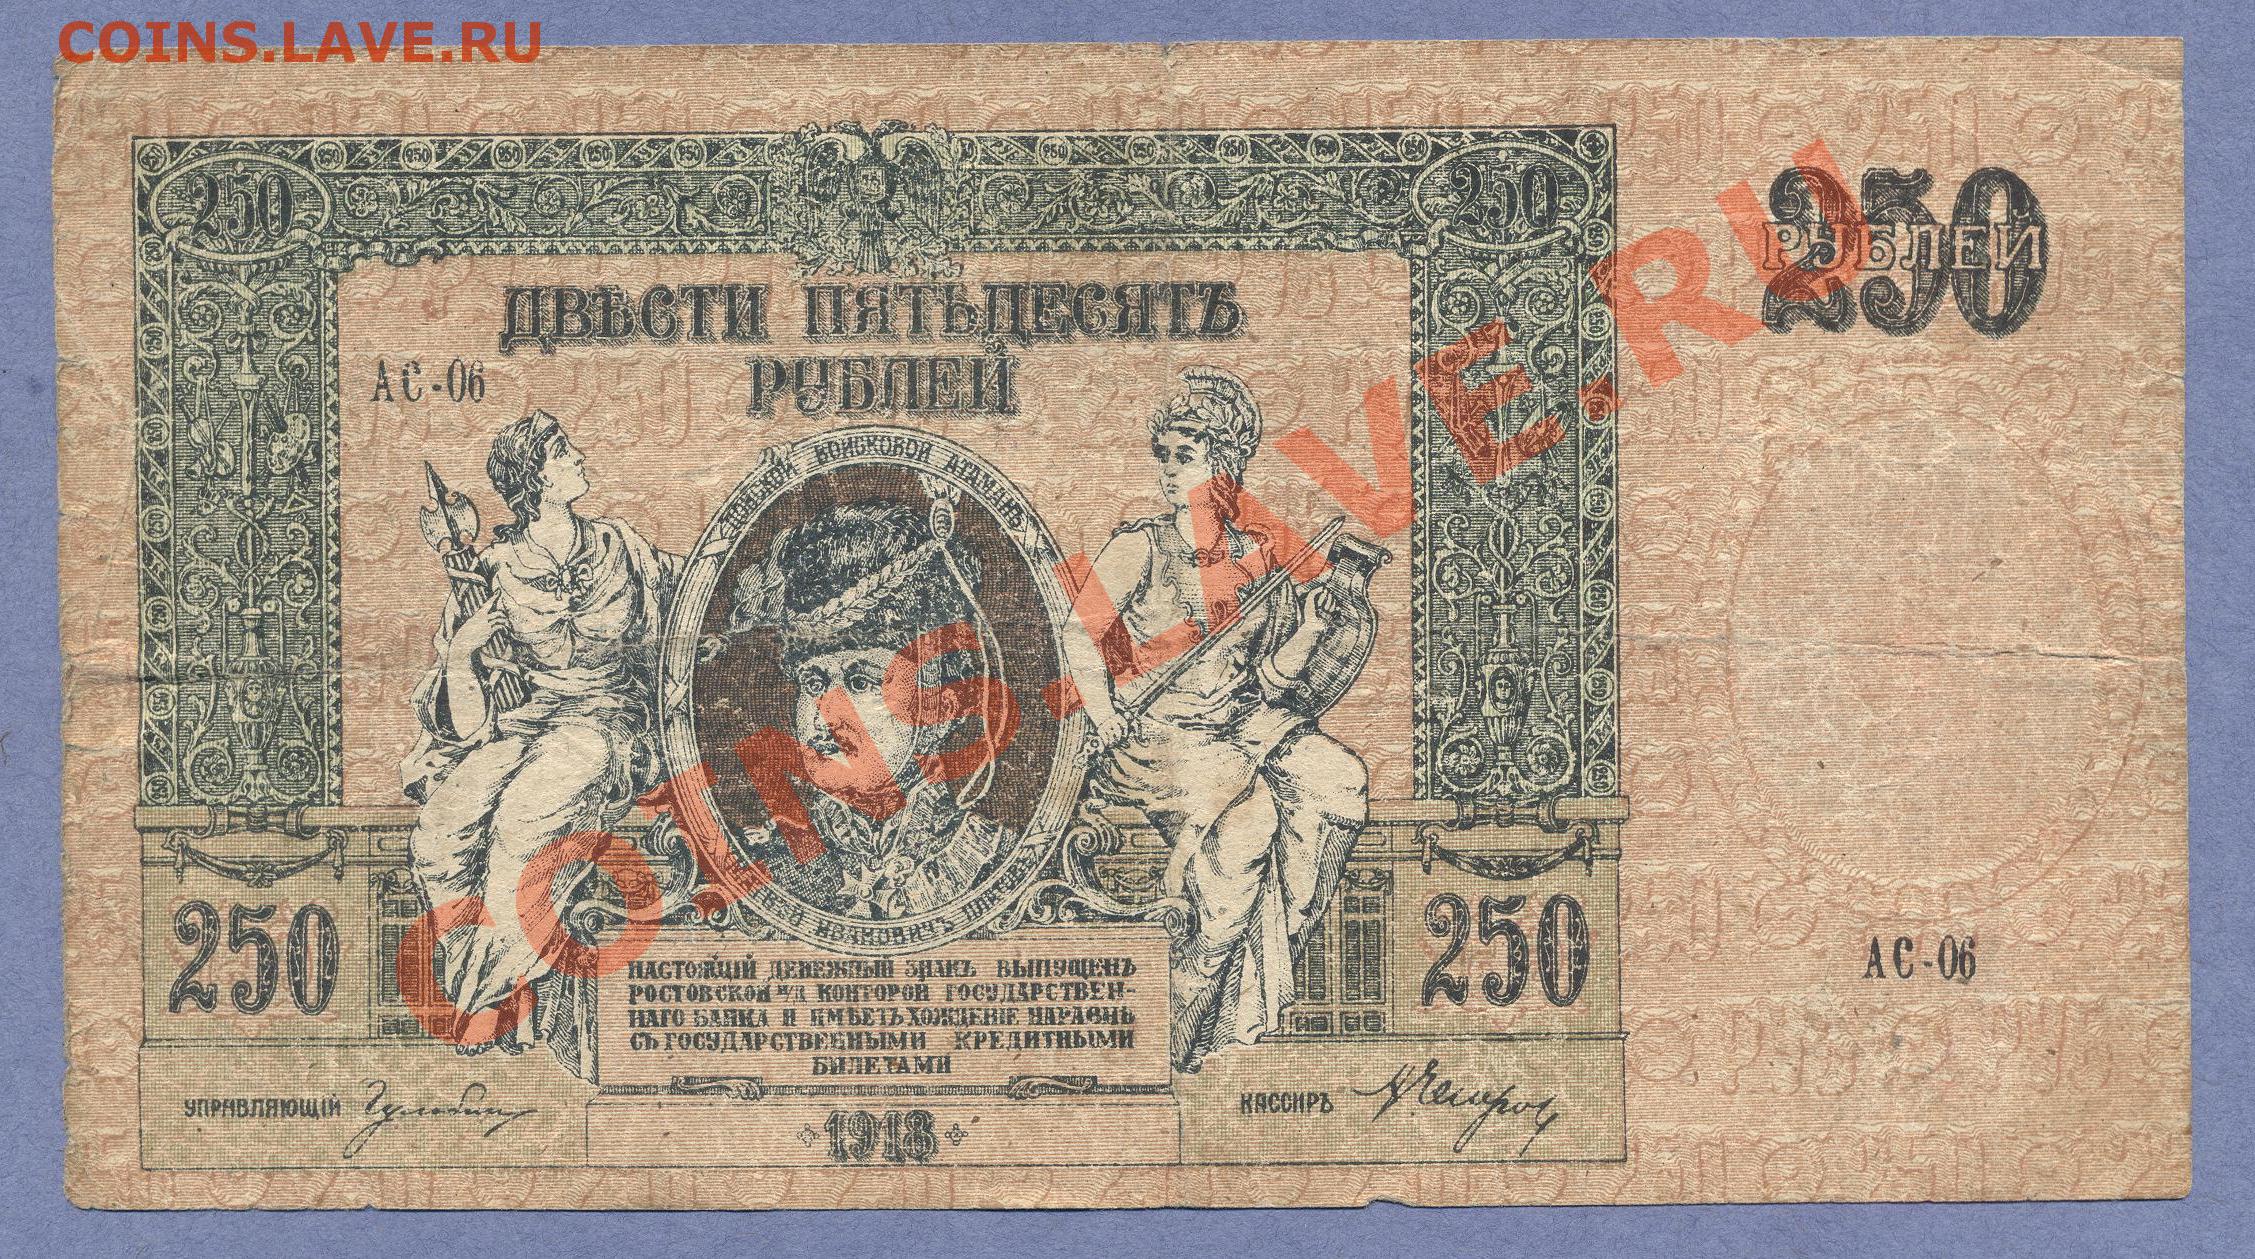 COINS.LAVE.RU
250
250
ДВѢСТИ ПЯТЬДЕСЯТЪ
РУБЛЕЙ
250
РУБЛЕЙ
АС-06
ДОНСКОЙ ВОЙСКОВОЙ АТАМАНЪ
ИВАНОВИЧЪ ПЛАТОВЪ
COINS.LAVE.RU
250
250
АС-06
НАСТОЯЩІЙ ДЕНЕЖНЫЙ ЗНАКЪ ВЫПУЩЕНЪ
РОСТОВСКОЙ Н/Д КОНТОРОЙ ГОСУДАРСТВЕН-
НАГО БАНКА И ИМѢЕТЪ ХОЖДЕНІЕ НАРАВНѢ
СЪ ГОСУДАРСТВЕННЫМИ КРЕДИТНЫМИ
БИЛЕТАМИ
УПРАВЛЯЮЩІЙ
КАССИРЪ
1918